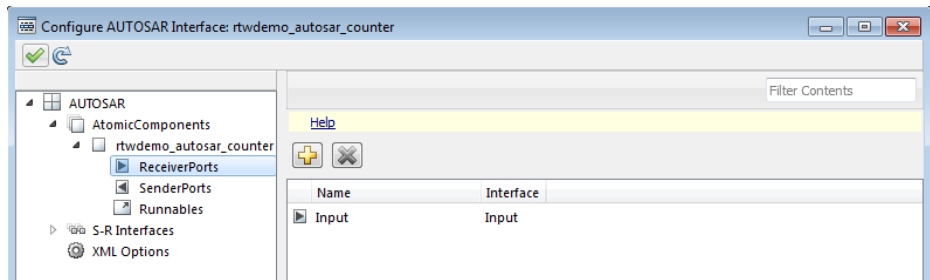 Configure AUTOSAR Interface: rtwdemo_autosar_counter
Filter Contents
AUTOSAR
AtomicComponents
Help
rtwdemo_autosar_counter
ReceiverPorts
SenderPorts
Name Interface
Runnables
Input Input
S-R Interfaces
XML Options